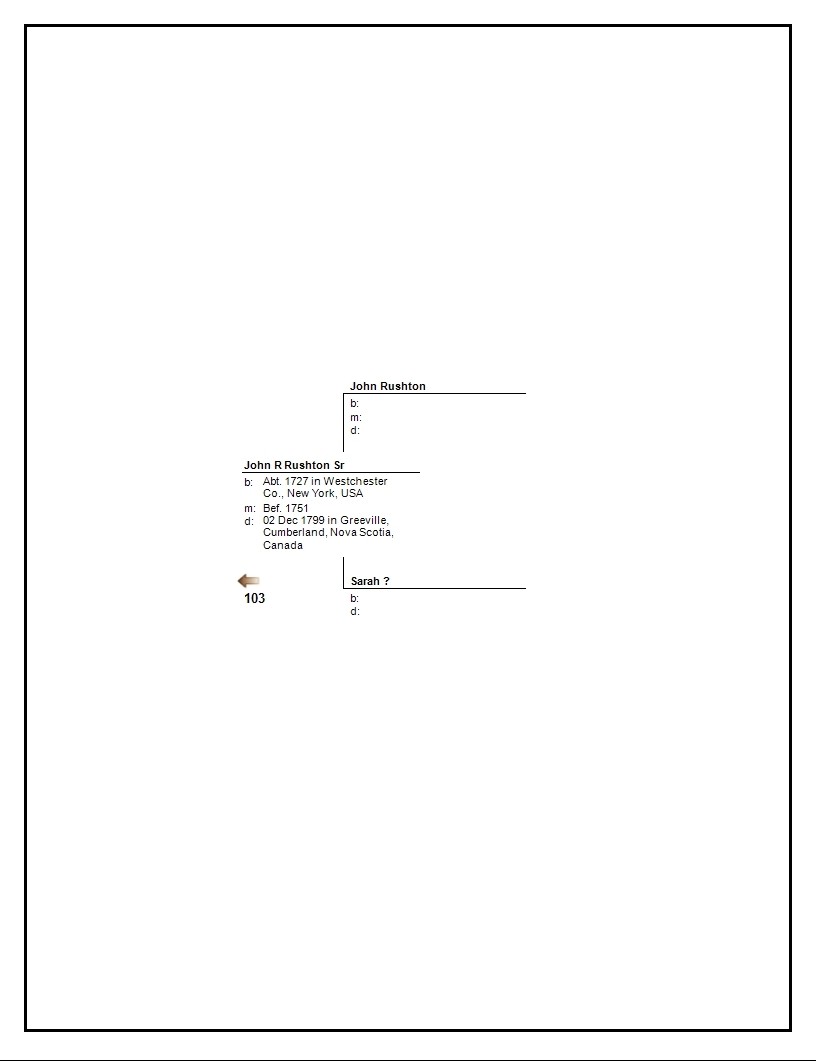 John Rushton
b:
m:
d:
John R Rushton Sr
b: Abt. 1727 in Westchester
Co., New York, USA
m: Bef. 1751
d: 02 Dec 1799 in Greeville,
Cumberland, Nova Scotia,
Canada
Sarah ?
103
b:
d: